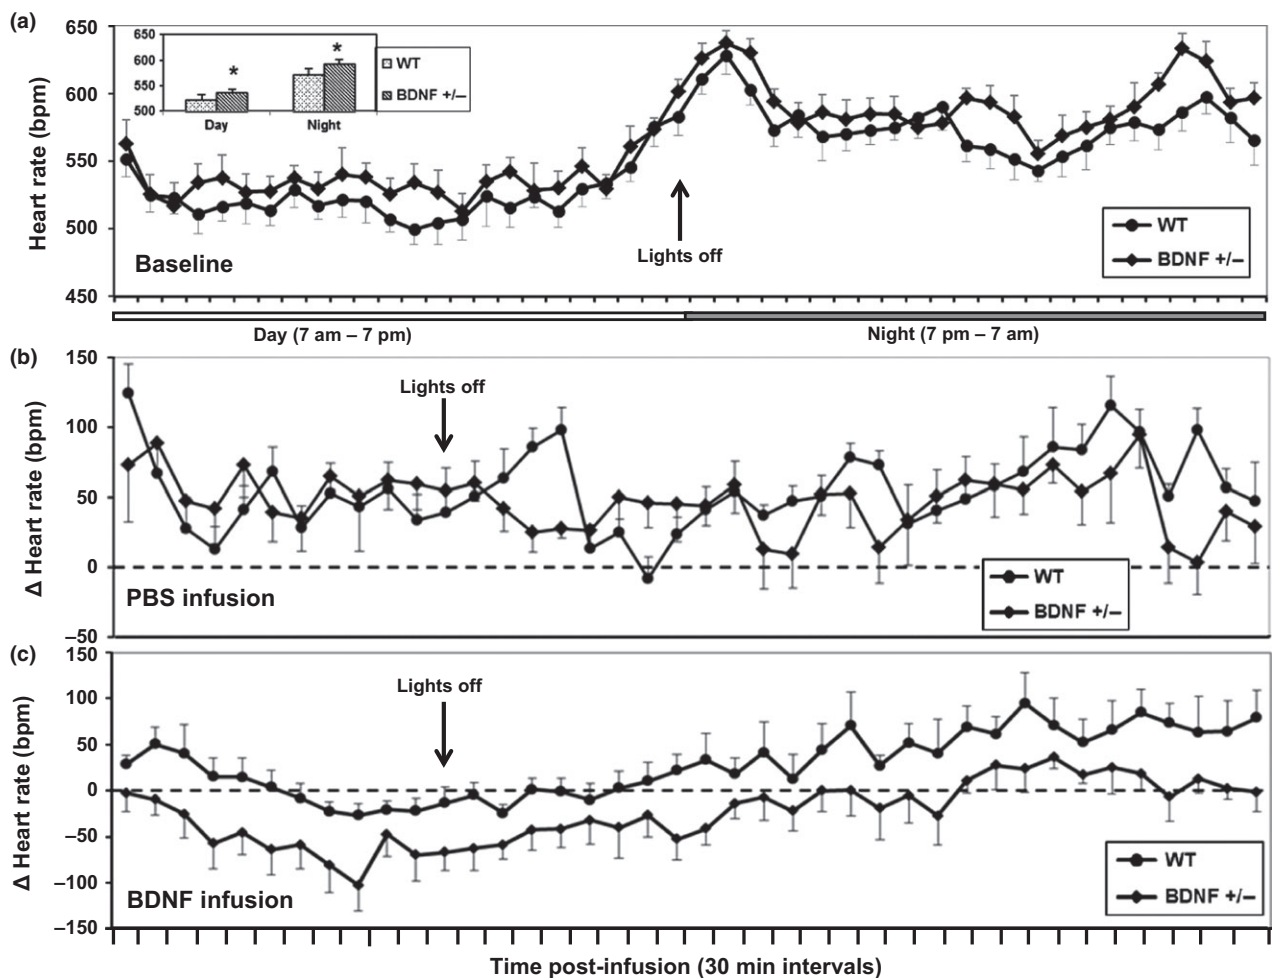 (a)
650
600
550
500
450
Heart rate (bpm)
650
600
550
500
*
*
Day
Night
WT
BDNF +/–
Baseline
Lights off
WT
BDNF +/–
Day (7 am – 7 pm)
Night (7 pm – 7 am)
(b)
150
100
50
0
–50
Δ Heart rate (bpm)
Lights off
PBS infusion
WT
BDNF +/–
(c)
150
100
50
0
–50
–100
–150
Δ Heart rate (bpm)
Lights off
BDNF infusion
WT
BDNF +/–
Time post-infusion (30 min intervals)